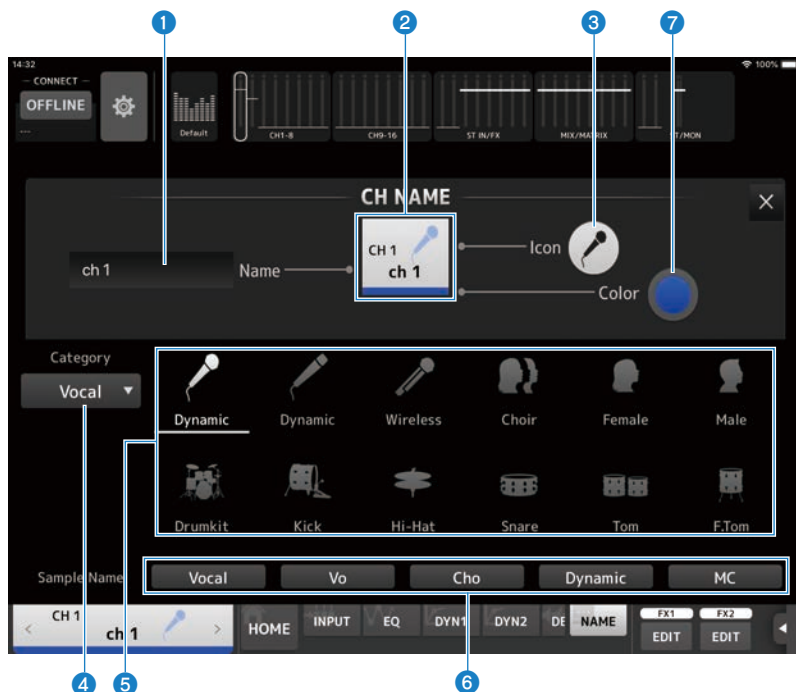 1 2 3 7
14:32 100%
CONNECT
OFFLINE
---
Default
CH1-8 CH9-16 ST IN/FX MIX/MATRIX ST/MON
CH NAME
CH 1
ch 1
ch 1 Name Icon
Color
Category
Vocal
Dynamic Dynamic Wireless Choir Female Male
Drumkit Kick Hi-Hat Snare Tom F.Tom
Sample Name Vocal Vo Cho Dynamic MC
CH 1
ch 1
HOME INPUT EQ DYN1 DYN2 DE NAME
FX1 FX2
EDIT EDIT
4 5 6